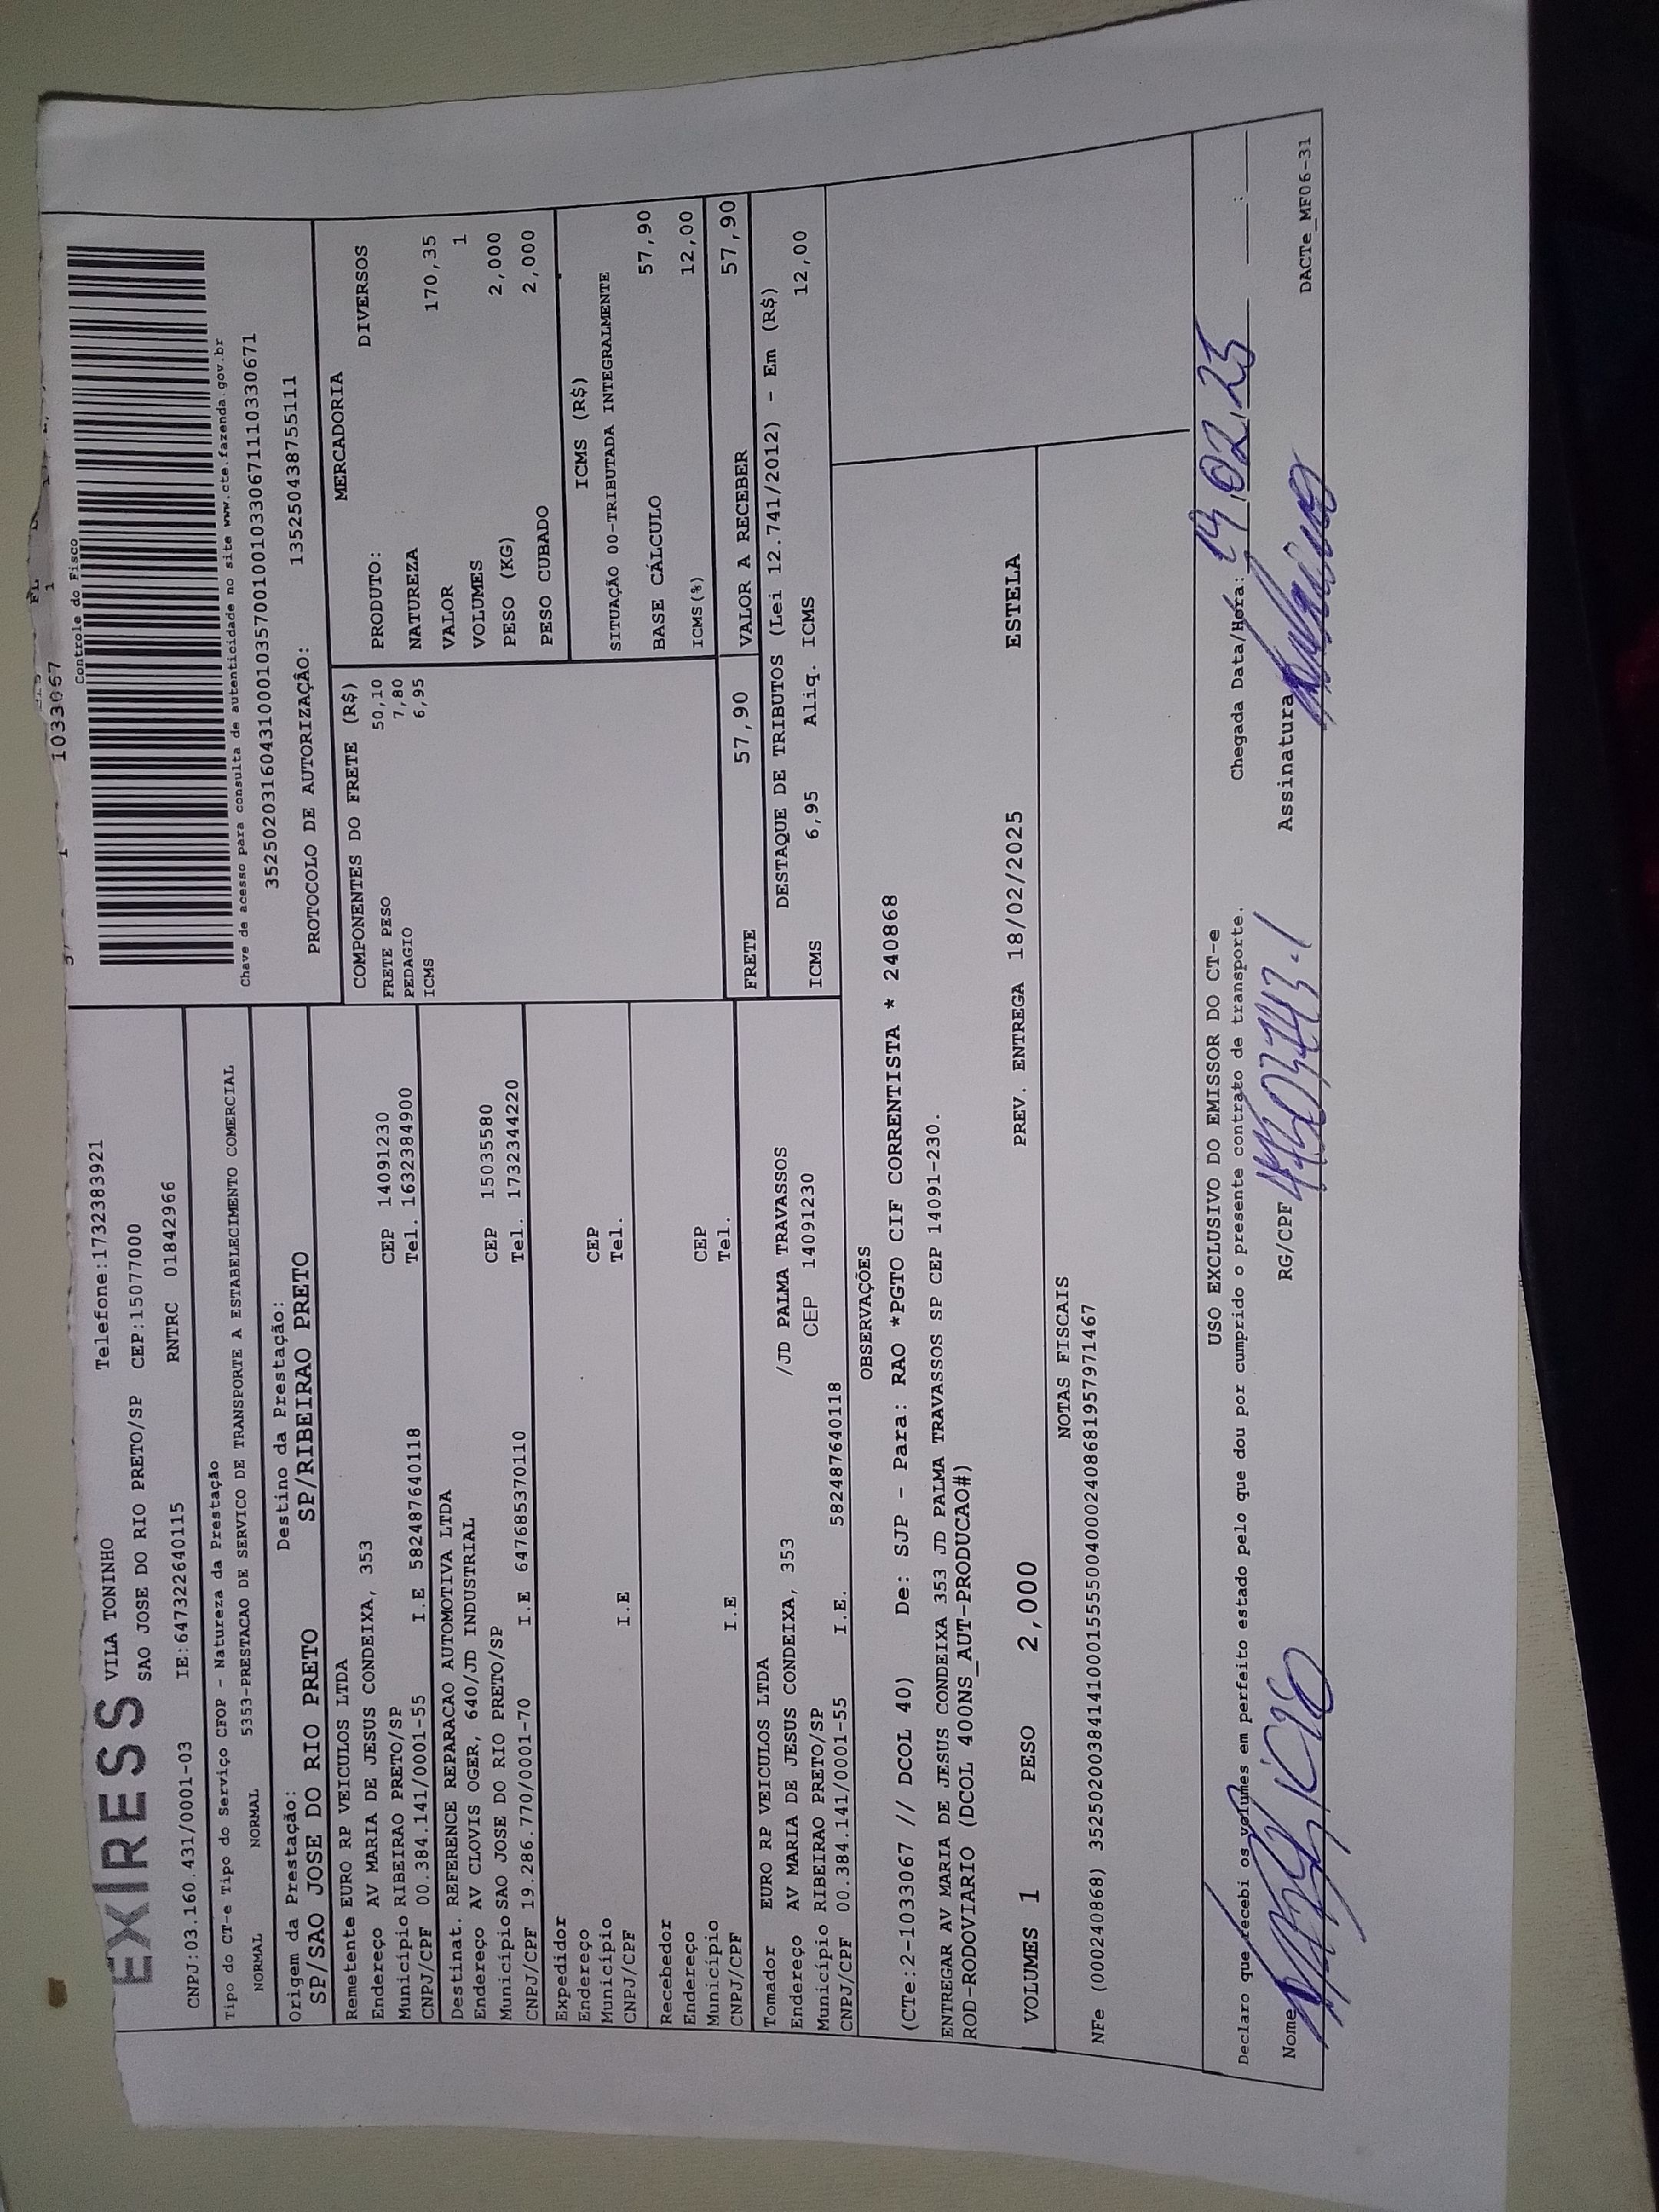 1033067 1
Controle do Fisco
EXPRESS VILA TONINHO Telefone:1732383921
SAO JOSE DO RIO PRETO/SP CEP:15077000
CNPJ:03.160.431/0001-03 IE:647322640115 RNTRC 01842966
Chave de acesso para consulta de autenticidade no site www.cte.fazenda.gov.br
35250203160431000103570010010330671110330671
PROTOCOLO DE AUTORIZAÇÃO: 135250438755111
Tipo do CT-e Tipo do Serviço CFOP - Natureza da Prestação
NORMAL NORMAL 5353-PRESTACAO DE SERVICO DE TRANSPORTE A ESTABELECIMENTO COMERCIAL
Origem da Prestação: Destino da Prestação:
SP/SAO JOSE DO RIO PRETO SP/RIBEIRAO PRETO
Remetente EURO RP VEICULOS LTDA
Endereço AV MARIA DE JESUS CONDEIXA, 353 CEP 14091230
Município RIBEIRAO PRETO/SP Tel. 1632384900
CNPJ/CPF 00.384.141/0001-55 I.E 582487640118
Destinat. REFERENCE REPARACAO AUTOMOTIVA LTDA
Endereço AV CLOVIS OGER, 640/JD INDUSTRIAL CEP 15035580
Município SAO JOSE DO RIO PRETO/SP Tel. 1732344220
CNPJ/CPF 19.286.770/0001-70 I.E 647685370110
Expedidor
Endereço CEP
Município Tel.
CNPJ/CPF I.E
Recebedor
Endereço CEP
Município Tel.
CNPJ/CPF I.E
Tomador EURO RP VEICULOS LTDA
Endereço AV MARIA DE JESUS CONDEIXA, 353 /JD PALMA TRAVASSOS
Município RIBEIRAO PRETO/SP CEP 14091230
CNPJ/CPF 00.384.141/0001-55 I.E. 582487640118
COMPONENTES DO FRETE (R$)
FRETE PESO 50,10
PEDAGIO 7,80
ICMS 6,95
MERCADORIA
PRODUTO: DIVERSOS
NATUREZA
VALOR 170,35
VOLUMES 1
PESO (KG) 2,000
PESO CUBADO 2,000
ICMS (R$)
SITUAÇÃO 00-TRIBUTADA INTEGRALMENTE
BASE CÁLCULO 57,90
ICMS(%) 12,00
FRETE 57,90 VALOR A RECEBER 57,90
DESTAQUE DE TRIBUTOS (Lei 12.741/2012) - Em (R$)
ICMS 6,95 Aliq. ICMS 12,00
OBSERVAÇÕES
(CTe:2-1033067 // DCOL 40) De: SJP - Para: RAO *PGTO CIF CORRENTISTA * 240868
ENTREGAR AV MARIA DE JESUS CONDEIXA 353 JD PALMA TRAVASSOS SP CEP 14091-230.
ROD-RODOVIARIO (DCOL 400NS_AUT-PRODUCAO#)
VOLUMES 1 PESO 2,000 PREV. ENTREGA 18/02/2025 ESTELA
NOTAS FISCAIS
NFe (000240868) 35250200384141000155550040002408681957971467
USO EXCLUSIVO DO EMISSOR DO CT-e
Declaro que recebi os volumes em perfeito estado pelo que dou por cumprido o presente contrato de transporte. Chegada Data/Hora: 19,02,25 :
Nome RG/CPF Assinatura
DACTe_MF06-31